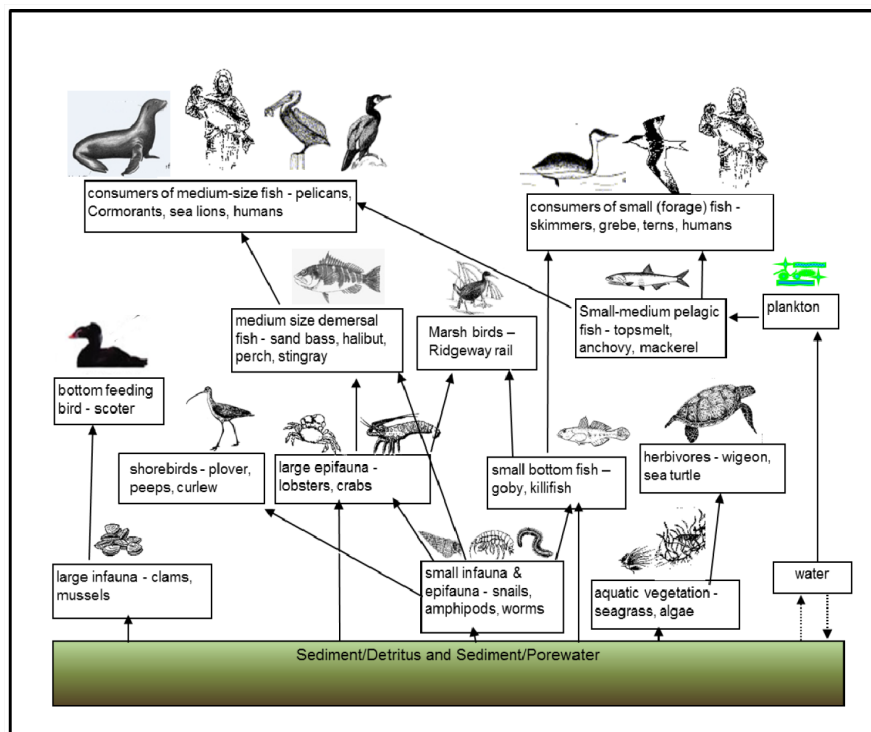 consumers of medium-size fish - pelicans,
Cormorants, sea lions, humans
consumers of small (forage) fish -
skimmers, grebe, terns, humans
medium size demersal
fish - sand bass, halibut,
perch, stingray
Marsh birds –
Ridgeway rail
Small-medium pelagic
fish - topsmelt,
anchovy, mackerel
plankton
bottom feeding
bird - scoter
shorebirds - plover,
peeps, curlew
large epifauna -
lobsters, crabs
small bottom fish –
goby, killifish
herbivores - wigeon,
sea turtle
large infauna - clams,
mussels
small infauna &
epifauna - snails,
amphipods, worms
aquatic vegetation -
seagrass, algae
water
Sediment/Detritus and Sediment/Porewater